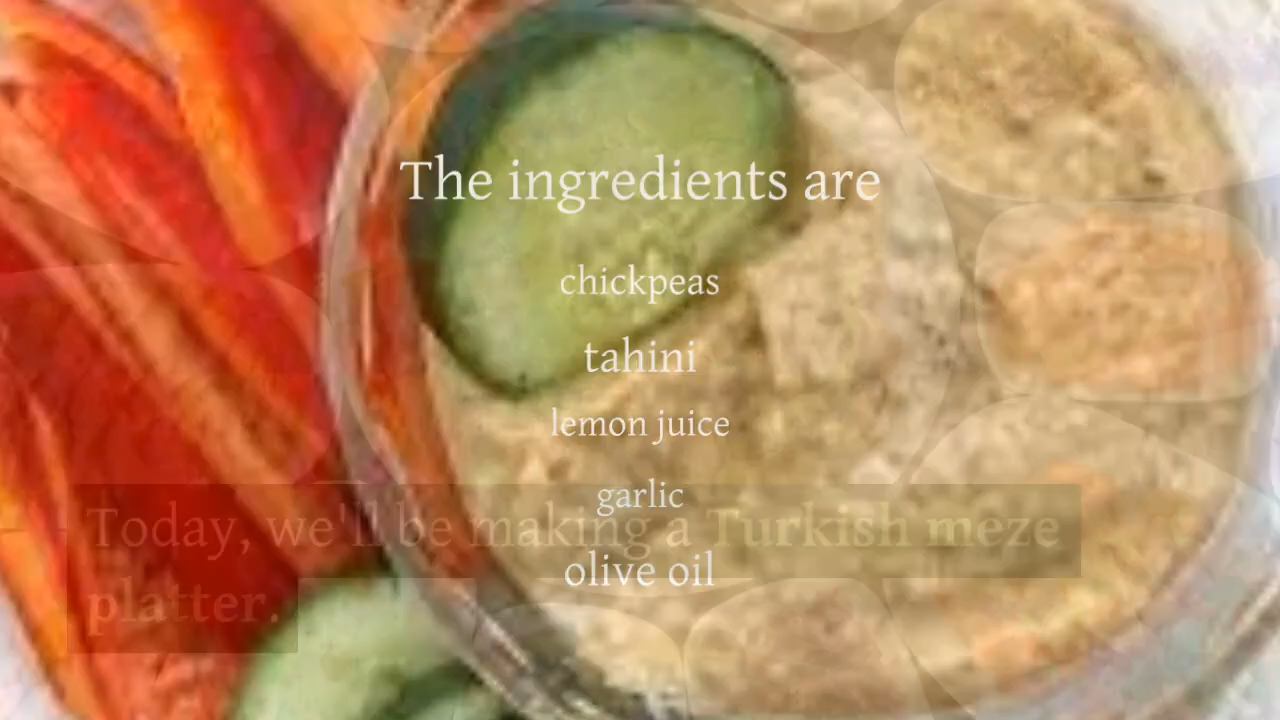 The ingredients are
chickpeas
tahini
lemon juice
garlic
Today, we'll be making a Turkish meze
olive oil
platter.